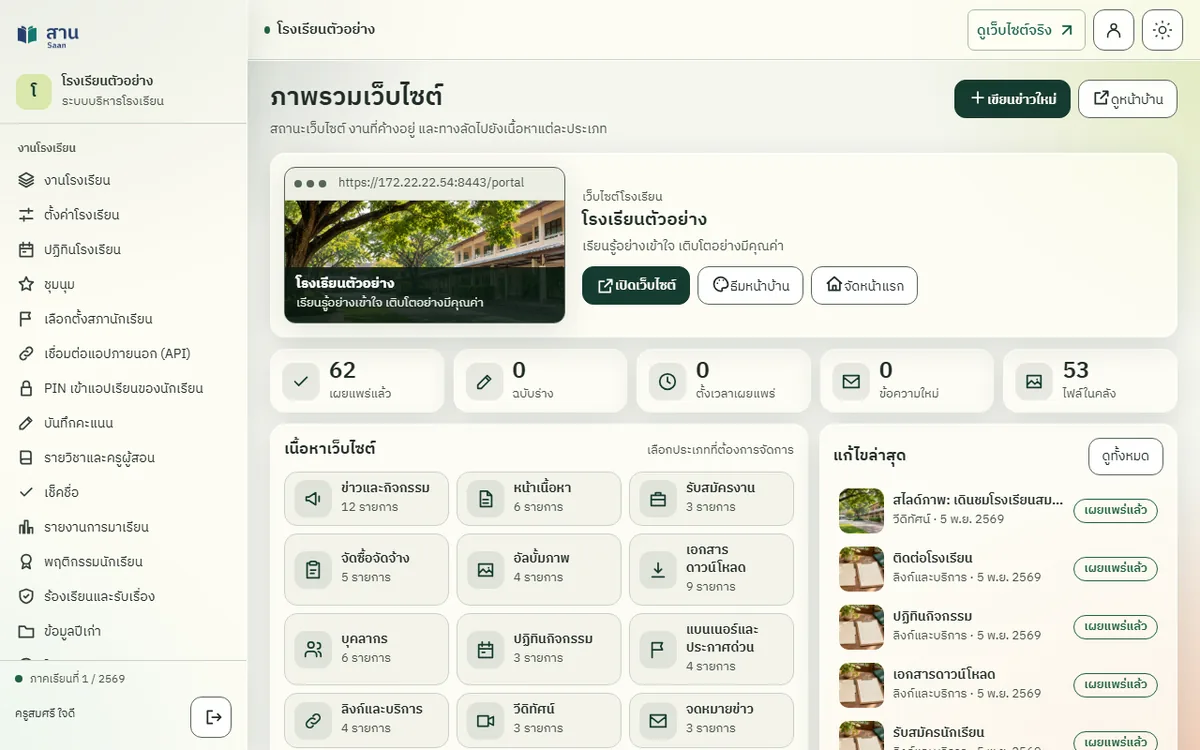 สาน
Saan
โ
โรงเรียนตัวอย่าง
ระบบบริหารโรงเรียน
งานโรงเรียน
งานโรงเรียน
ตั้งค่าโรงเรียน
ปฏิทินโรงเรียน
ชุมนุม
เลือกตั้งสภานักเรียน
เชื่อมต่อแอปภายนอก (API)
PIN เข้าแอปเรียนของนักเรียน
บันทึกคะแนน
รายวิชาและครูผู้สอน
เช็คชื่อ
รายงานการมาเรียน
พฤติกรรมนักเรียน
ร้องเรียนและรับเรื่อง
ข้อมูลปีเก่า
ภาคเรียนที่ 1 / 2569
ครูสมศรี ใจดี
โรงเรียนตัวอย่าง
ดูเว็บไซต์จริง
ภาพรวมเว็บไซต์
สถานะเว็บไซต์ งานที่ค้างอยู่ และทางลัดไปยังเนื้อหาแต่ละประเภท
เขียนข่าวใหม่
ดูหน้าบ้าน
https://172.22.22.54:8443/portal
โรงเรียนตัวอย่าง
เรียนรู้อย่างเข้าใจ เติบโตอย่างมีคุณค่า
เว็บไซต์โรงเรียน
โรงเรียนตัวอย่าง
เรียนรู้อย่างเข้าใจ เติบโตอย่างมีคุณค่า
เปิดเว็บไซต์
ธีมหน้าบ้าน
จัดหน้าแรก
62
เผยแพร่แล้ว
0
ฉบับร่าง
0
ตั้งเวลาเผยแพร่
0
ข้อความใหม่
53
ไฟล์ในคลัง
เนื้อหาเว็บไซต์
เลือกประเภทที่ต้องการจัดการ
ข่าวและกิจกรรม
12 รายการ
หน้าเนื้อหา
6 รายการ
รับสมัครงาน
3 รายการ
จัดซื้อจัดจ้าง
5 รายการ
อัลบั้มภาพ
4 รายการ
เอกสาร
ดาวน์โหลด
9 รายการ
บุคลากร
6 รายการ
ปฏิทินกิจกรรม
3 รายการ
แบนเนอร์และ
ประกาศด่วน
4 รายการ
ลิงก์และบริการ
4 รายการ
วีดิทัศน์
3 รายการ
จดหมายข่าว
3 รายการ
แก้ไขล่าสุด
ดูทั้งหมด
สไลด์ภาพ: เดินชมโรงเรียนสม...
วีดิทัศน์ · 5 พ.ย. 2569
เผยแพร่แล้ว
ติดต่อโรงเรียน
ลิงก์และบริการ · 5 พ.ย. 2569
เผยแพร่แล้ว
ปฏิทินกิจกรรม
ลิงก์และบริการ · 5 พ.ย. 2569
เผยแพร่แล้ว
เอกสารดาวน์โหลด
ลิงก์และบริการ · 5 พ.ย. 2569
เผยแพร่แล้ว
รับสมัครนักเรียน
เผยแพร่แล้ว